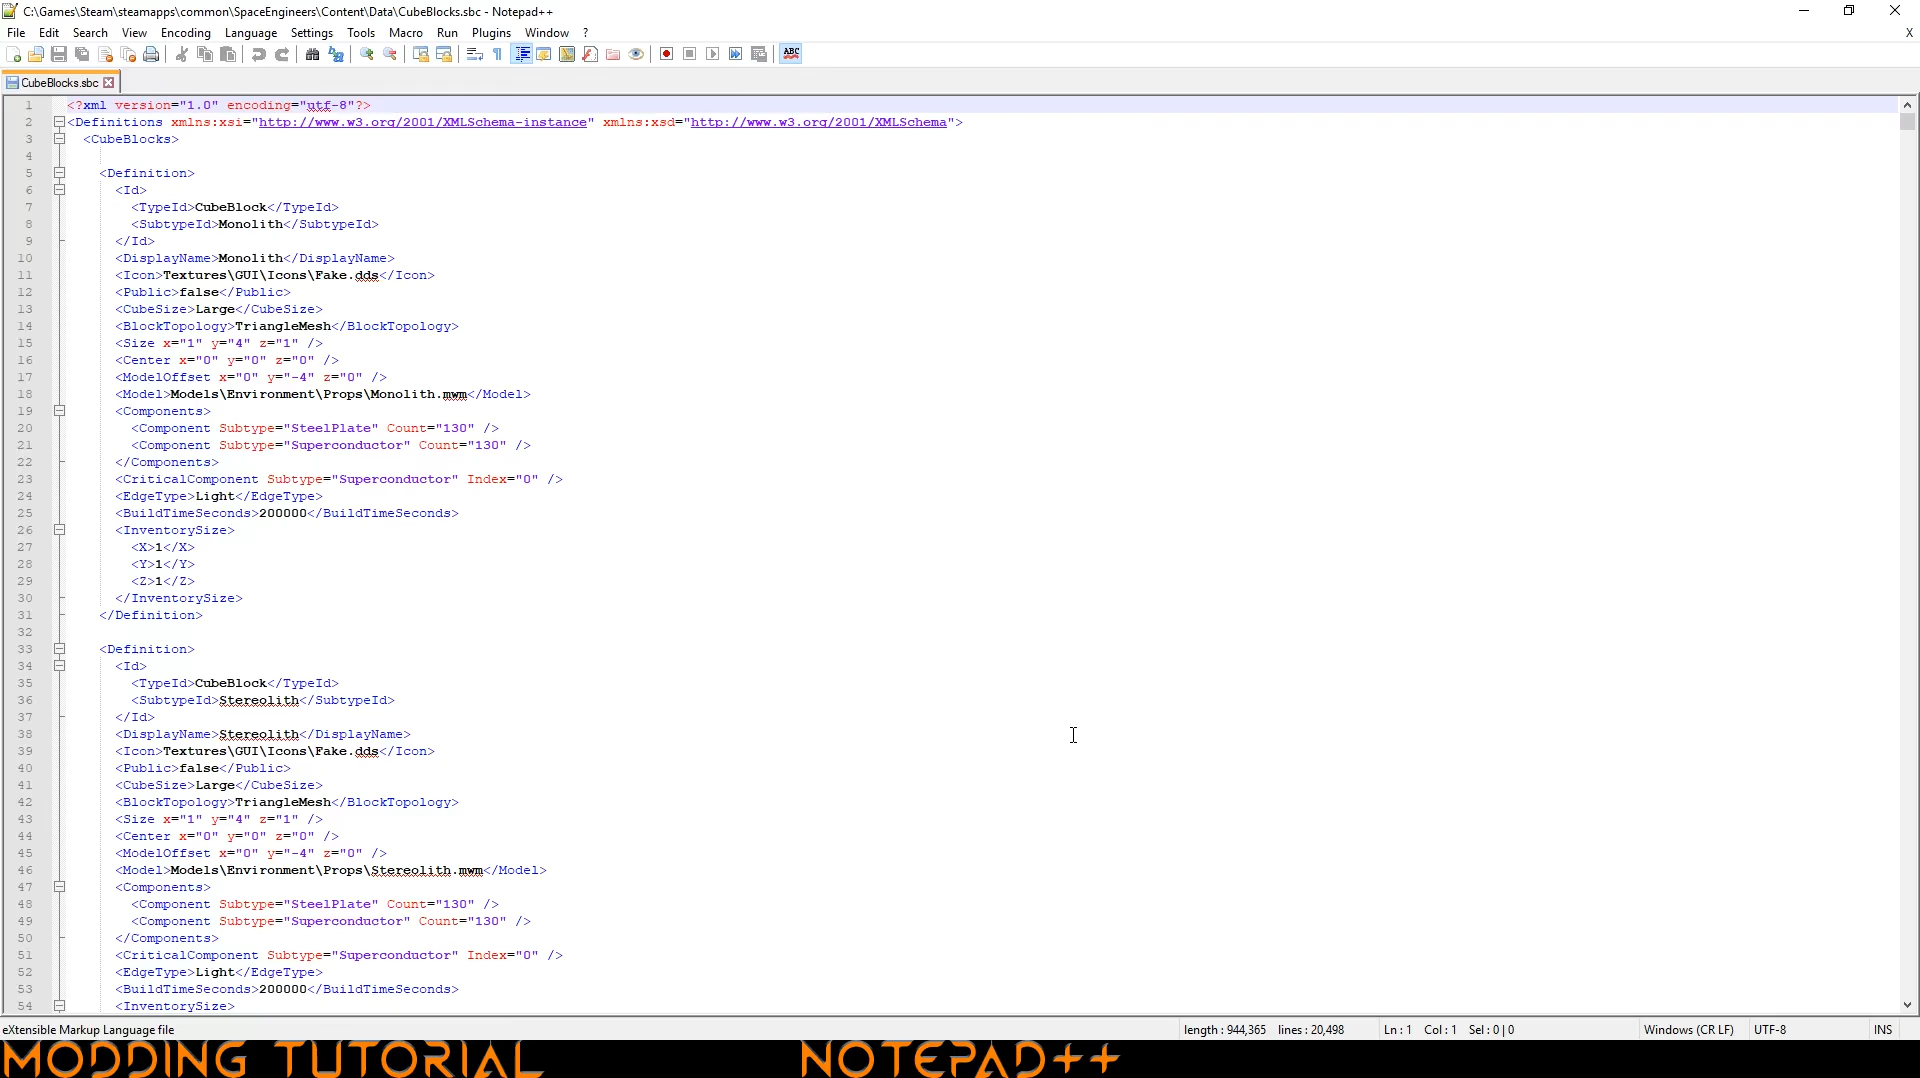 C:\Games\Steam\steamapps\common\SpaceEngineers\Content\Data\CubeBlocks.sbc - Notepad++
File Edit Search View Encoding Language Settings Tools Macro Run Plugins Window ? X
ABC
CubeBlocks.sbc
1 <?xml version="1.0" encoding="utf-8"?>
2 <Definitions xmlns:xsi="http://www.w3.org/2001/XMLSchema-instance" xmlns:xsd="http://www.w3.org/2001/XMLSchema">
3 <CubeBlocks>
4
5 <Definition>
6 <Id>
7 <TypeId>CubeBlock</TypeId>
8 <SubtypeId>Monolith</SubtypeId>
9 </Id>
10 <DisplayName>Monolith</DisplayName>
11 <Icon>Textures\GUI\Icons\Fake.dds</Icon>
12 <Public>false</Public>
13 <CubeSize>Large</CubeSize>
14 <BlockTopology>TriangleMesh</BlockTopology>
15 <Size x="1" y="4" z="1" />
16 <Center x="0" y="0" z="0" />
17 <ModelOffset x="0" y="-4" z="0" />
18 <Model>Models\Environment\Props\Monolith.mwm</Model>
19 <Components>
20 <Component Subtype="SteelPlate" Count="130" />
21 <Component Subtype="Superconductor" Count="130" />
22 </Components>
23 <CriticalComponent Subtype="Superconductor" Index="0" />
24 <EdgeType>Light</EdgeType>
25 <BuildTimeSeconds>200000</BuildTimeSeconds>
26 <InventorySize>
27 <X>1</X>
28 <Y>1</Y>
29 <Z>1</Z>
30 </InventorySize>
31 </Definition>
32
33 <Definition>
34 <Id>
35 <TypeId>CubeBlock</TypeId>
36 <SubtypeId>Stereolith</SubtypeId>
37 </Id>
38 <DisplayName>Stereolith</DisplayName>
39 <Icon>Textures\GUI\Icons\Fake.dds</Icon>
40 <Public>false</Public>
41 <CubeSize>Large</CubeSize>
42 <BlockTopology>TriangleMesh</BlockTopology>
43 <Size x="1" y="4" z="1" />
44 <Center x="0" y="0" z="0" />
45 <ModelOffset x="0" y="-4" z="0" />
46 <Model>Models\Environment\Props\Stereolith.mwm</Model>
47 <Components>
48 <Component Subtype="SteelPlate" Count="130" />
49 <Component Subtype="Superconductor" Count="130" />
50 </Components>
51 <CriticalComponent Subtype="Superconductor" Index="0" />
52 <EdgeType>Light</EdgeType>
53 <BuildTimeSeconds>200000</BuildTimeSeconds>
54 <InventorySize>
eXtensible Markup Language file length : 944,365 lines : 20,498 Ln : 1 Col : 1 Sel : 0 | 0 Windows (CR LF) UTF-8 INS
MODDING TUTORIAL NOTEPAD++